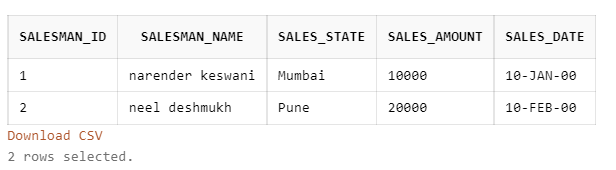 SALESMAN_ID SALESMAN_NAME SALES_STATE SALES_AMOUNT SALES_DATE
1 narender keswani Mumbai 10000 10-JAN-00
2 neel deshmukh Pune 20000 10-FEB-00
Download CSV
2 rows selected.